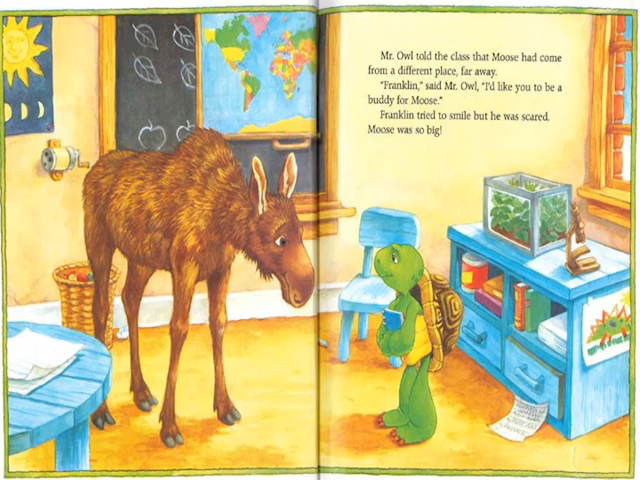 Mr. Owl told the class that Moose had come
from a different place, far away.
"Franklin," said Mr. Owl, "I'd like you to be a
buddy for Moose."
Franklin tried to smile but he was scared.
Moose was so big!